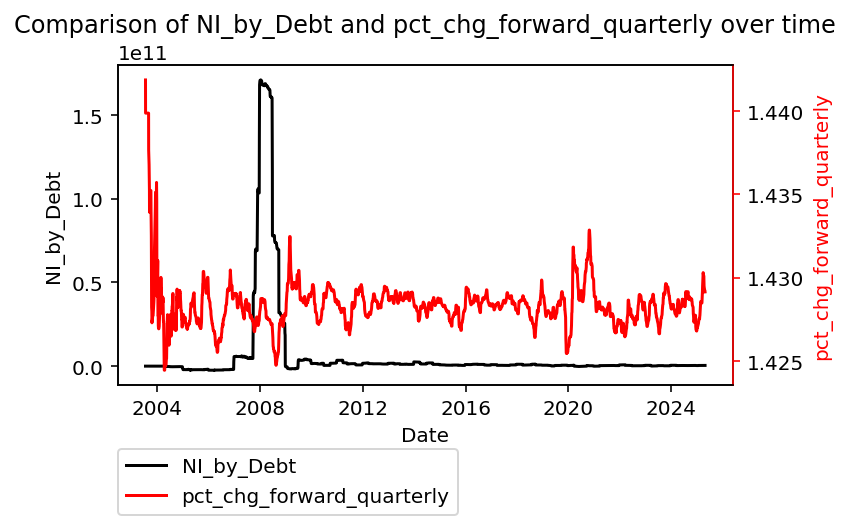 Comparison of NI_by_Debt and pct_chg_forward_quarterly over time
1e11
1.5
1.0
0.5
0.0
NI_by_Debt
1.440
1.435
1.430
1.425
pct_chg_forward_quarterly
2004 2008 2012 2016 2020 2024
Date
NI_by_Debt
pct_chg_forward_quarterly